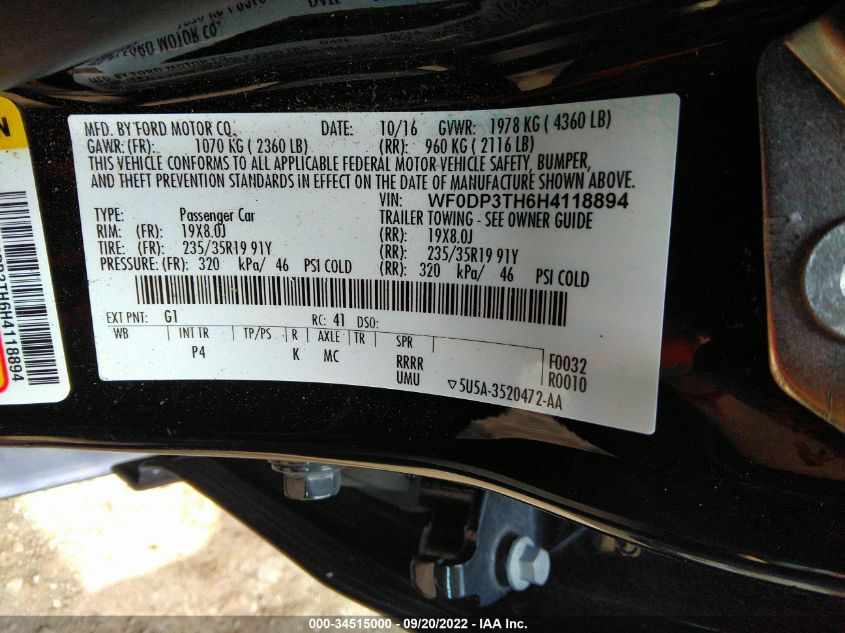 MFD. BY FORD MOTOR CO.
MFD. BY FORD MOTOR CO. DATE: 10/16 GVWR: 1978 KG ( 4360 LB)
GAWR:(FR): 1070 KG ( 2360 LB) (RR): 960 KG ( 2116 LB)
THIS VEHICLE CONFORMS TO ALL APPLICABLE FEDERAL MOTOR VEHICLE SAFETY, BUMPER,
AND THEFT PREVENTION STANDARDS IN EFFECT ON THE DATE OF MANUFACTURE SHOWN ABOVE.
VIN: WF0DP3TH6H4118894
TYPE: Passenger Car TRAILER TOWING - SEE OWNER GUIDE
RIM: (FR): 19X8.0J (RR): 19X8.0J
TIRE: (FR): 235/35R19 91Y (RR): 235/35R19 91Y
PRESSURE: (FR): 320 kPa/ 46 PSI COLD (RR): 320 kPa/ 46 PSI COLD
EXT PNT: G1 RC: 41 DSO:
WB INT TR TP/PS R AXLE TR SPR
P4 K MC RRRR F0032
UMU R0010
▽5U5A-3520472-AA
P3TH6H4118894
000-34515000 - 09/20/2022 - IAA Inc.